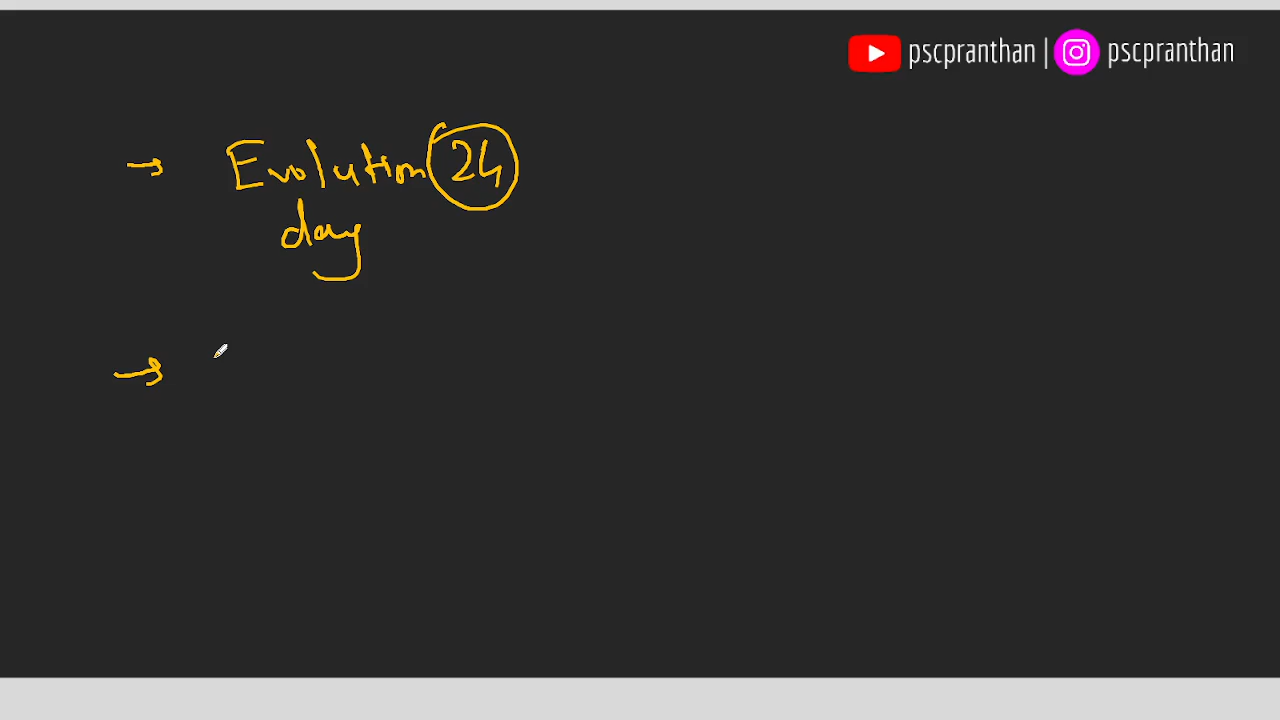 pscpranthan | pscpranthan
→ Evolution 24
day
→